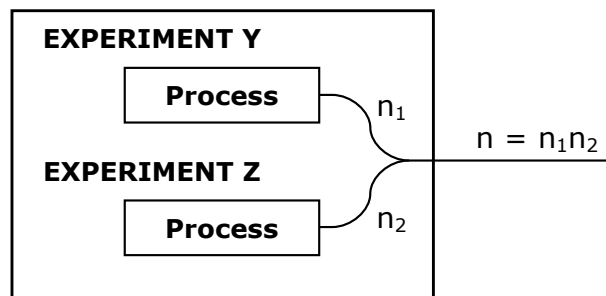 EXPERIMENT Y
Process
n₁
n = n₁n₂
EXPERIMENT Z
Process
n₂